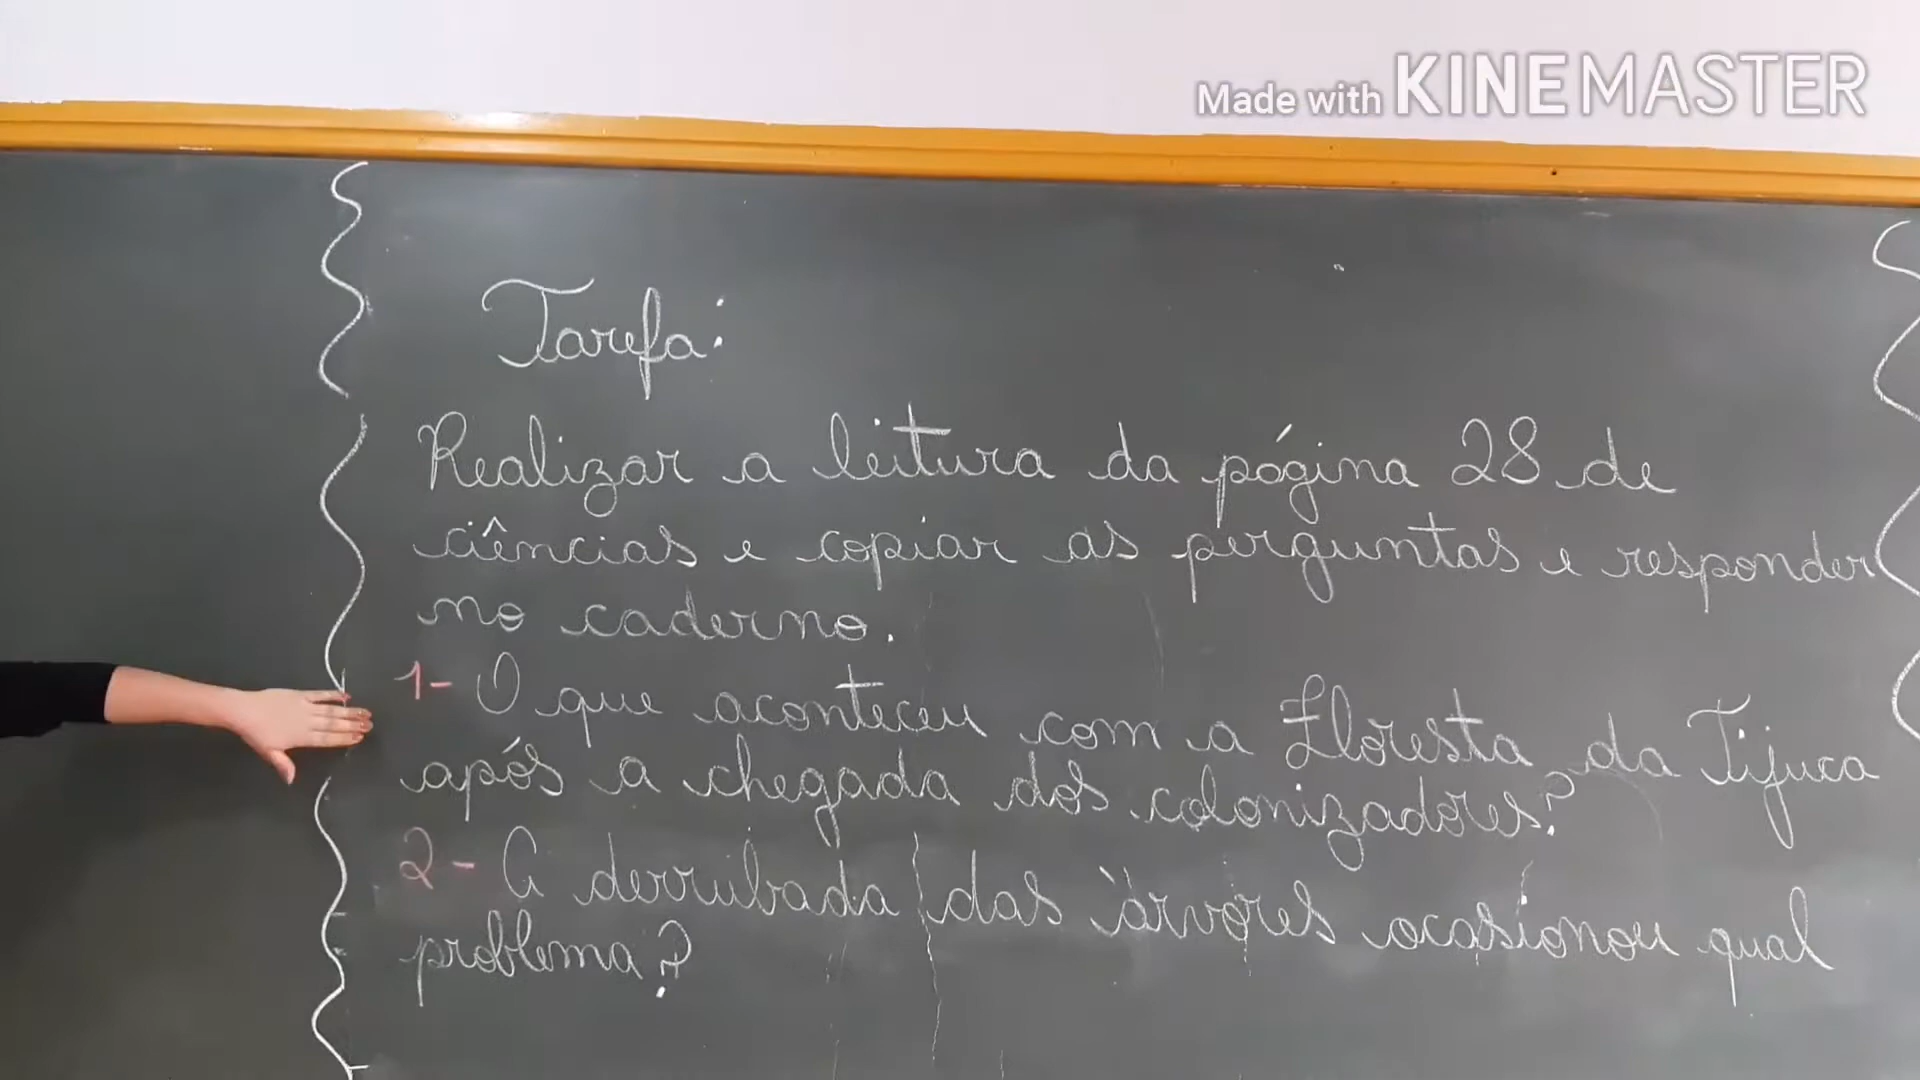 Made with KINEMASTER
Tarefa:
Realizar a leitura da página 28 de
ciências e copiar as perguntas e responder
no caderno.
1- O que aconteceu com a Floresta da Tijuca
após a chegada dos colonizadores?
2- A derrubada das árvores ocasionou qual
problema?